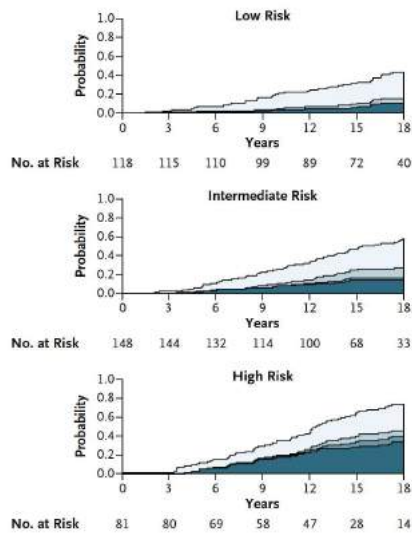 Low Risk
Probability
1.0
0.8
0.6
0.4
0.2
0.0
0 3 6 9 12 15 18
Years
No. at Risk 118 115 110 99 89 72 40
Intermediate Risk
Probability
1.0
0.8
0.6
0.4
0.2
0.0
0 3 6 9 12 15 18
Years
No. at Risk 148 144 132 114 100 68 33
High Risk
Probability
1.0
0.8
0.6
0.4
0.2
0.0
0 3 6 9 12 15 18
Years
No. at Risk 81 80 69 58 47 28 14